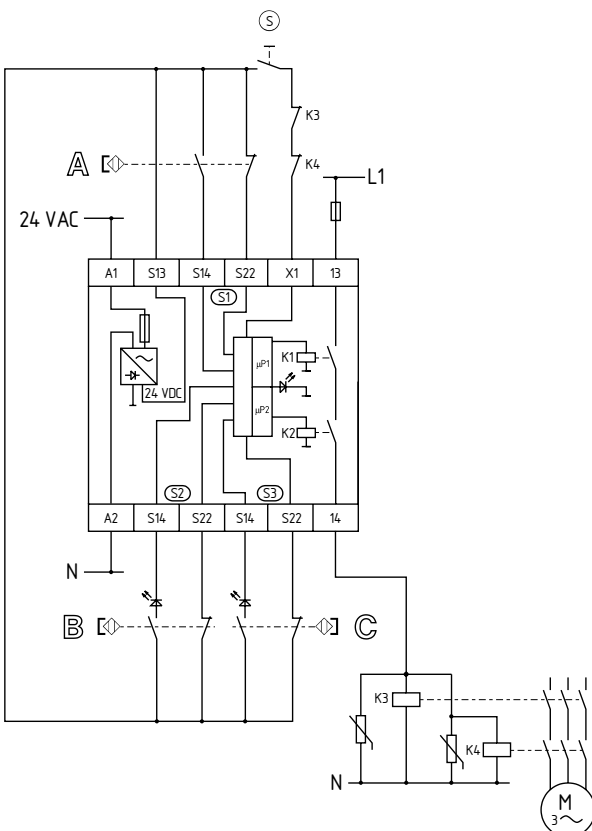 S
K3
A
K4
L1
24 VAC
A1 S13 S14 S22 X1 13
S1
µP1
K1
24 VDC
µP2
K2
S2 S3
A2 S14 S22 S14 S22 14
N
B C
K3
K4
N
M
3